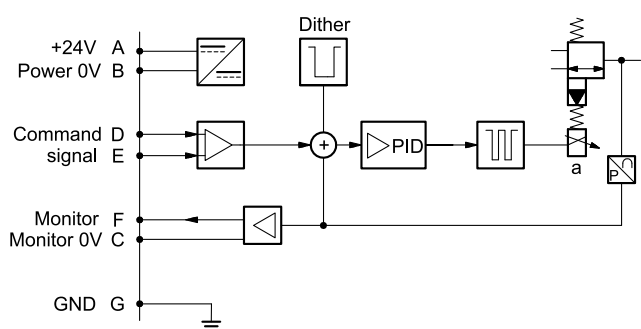 Dither
+24V A
Power 0V B
Command D
signal E
PID
a
P
Monitor F
Monitor 0V C
GND G